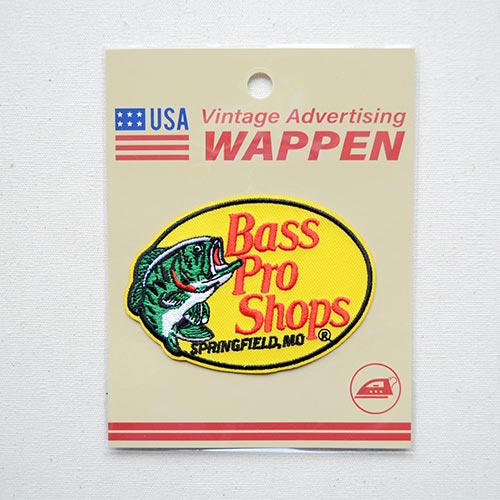 USA
Vintage Advertising
WAPPEN
Bass
Pro
Shops
SPRINGFIELD, MO ®